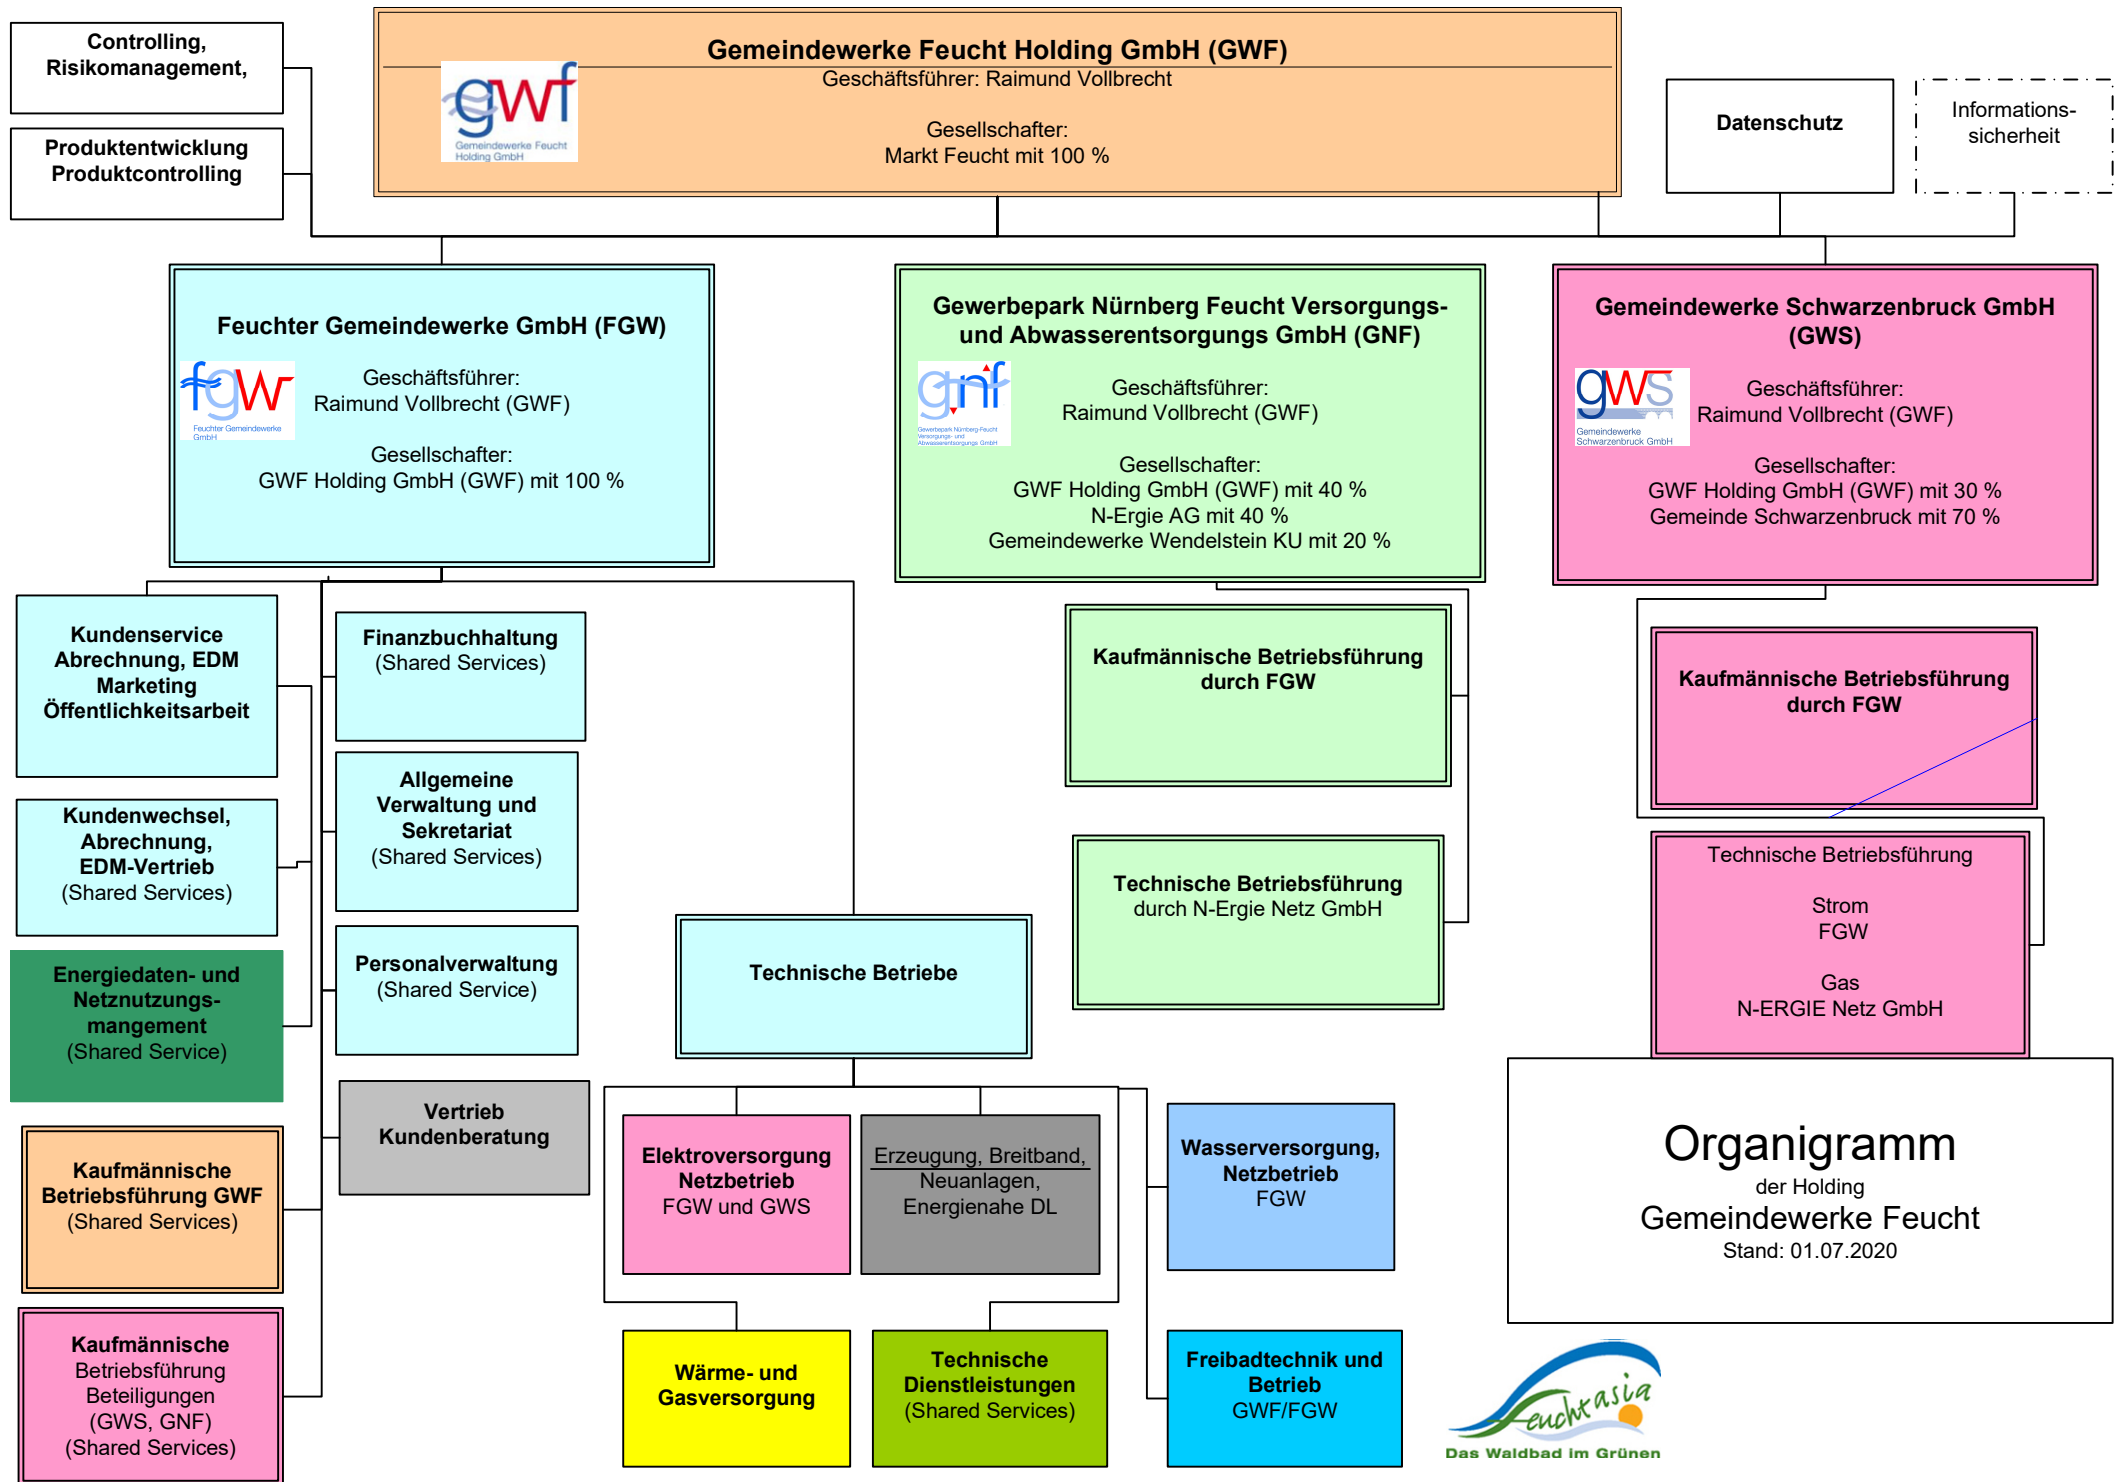 Controlling,
Risikomanagement,
Produktentwicklung
Produktcontrolling
Gemeindewerke Feucht Holding GmbH (GWF)
Geschäftsführer: Raimund Vollbrecht
Gesellschafter:
Markt Feucht mit 100 %
gwf
Gemeindewerke Feucht
Holding GmbH
Datenschutz
Informations-
sicherheit
Feuchter Gemeindewerke GmbH (FGW)
Geschäftsführer:
Raimund Vollbrecht (GWF)
Gesellschafter:
GWF Holding GmbH (GWF) mit 100 %
fgw
Feuchter Gemeindewerke
GmbH
Gewerbepark Nürnberg Feucht Versorgungs-
und Abwasserentsorgungs GmbH (GNF)
Geschäftsführer:
Raimund Vollbrecht (GWF)
Gesellschafter:
GWF Holding GmbH (GWF) mit 40 %
N-Ergie AG mit 40 %
Gemeindewerke Wendelstein KU mit 20 %
gnf
Gewerbepark Nürnberg-Feucht
Versorgungs- und
Abwasserentsorgungs GmbH
Gemeindewerke Schwarzenbruck GmbH
(GWS)
Geschäftsführer:
Raimund Vollbrecht (GWF)
Gesellschafter:
GWF Holding GmbH (GWF) mit 30 %
Gemeinde Schwarzenbruck mit 70 %
gws
Gemeindewerke
Schwarzenbruck GmbH
Kundenservice
Abrechnung, EDM
Marketing
Öffentlichkeitsarbeit
Kundenwechsel,
Abrechnung,
EDM-Vertrieb
(Shared Services)
Energiedaten- und
Netznutzungs-
mangement
(Shared Service)
Kaufmännische
Betriebsführung GWF
(Shared Services)
Kaufmännische
Betriebsführung
Beteiligungen
(GWS, GNF)
(Shared Services)
Finanzbuchhaltung
(Shared Services)
Allgemeine
Verwaltung und
Sekretariat
(Shared Services)
Personalverwaltung
(Shared Service)
Vertrieb
Kundenberatung
Technische Betriebe
Elektroversorgung
Netzbetrieb
FGW und GWS
Erzeugung, Breitband,
Neuanlagen,
Energienahe DL
Wasserversorgung,
Netzbetrieb
FGW
Wärme- und
Gasversorgung
Technische
Dienstleistungen
(Shared Services)
Freibadtechnik und
Betrieb
GWF/FGW
Kaufmännische Betriebsführung
durch FGW
Technische Betriebsführung
durch N-Ergie Netz GmbH
Kaufmännische Betriebsführung
durch FGW
Technische Betriebsführung
Strom
FGW
Gas
N-ERGIE Netz GmbH
Organigramm
der Holding
Gemeindewerke Feucht
Stand: 01.07.2020
Feuchtasia
Das Waldbad im Grünen